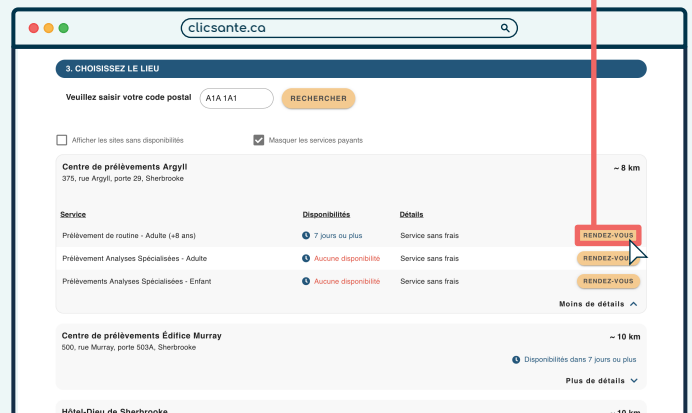 clicsante.ca
3. CHOISISSEZ LE LIEU
Veuillez saisir votre code postal A1A 1A1 RECHERCHER
Afficher les sites sans disponibilités Masquer les services payants
Centre de prélèvements Argyll ~ 8 km
375, rue Argyll, porte 29, Sherbrooke
Service Disponibilités Détails
Prélèvement de routine - Adulte (+8 ans) 7 jours ou plus Service sans frais RENDEZ-VOUS
Prélèvement Analyses Spécialisées - Adulte Aucune disponibilité Service sans frais RENDEZ-VOUS
Prélèvements Analyses Spécialisées - Enfant Aucune disponibilité Service sans frais RENDEZ-VOUS
Moins de détails
Centre de prélèvements Édifice Murray ~ 10 km
500, rue Murray, porte 503A, Sherbrooke
Disponibilités dans 7 jours ou plus
Plus de détails
Hôtel-Dieu de Sherbrooke ~ 10 km